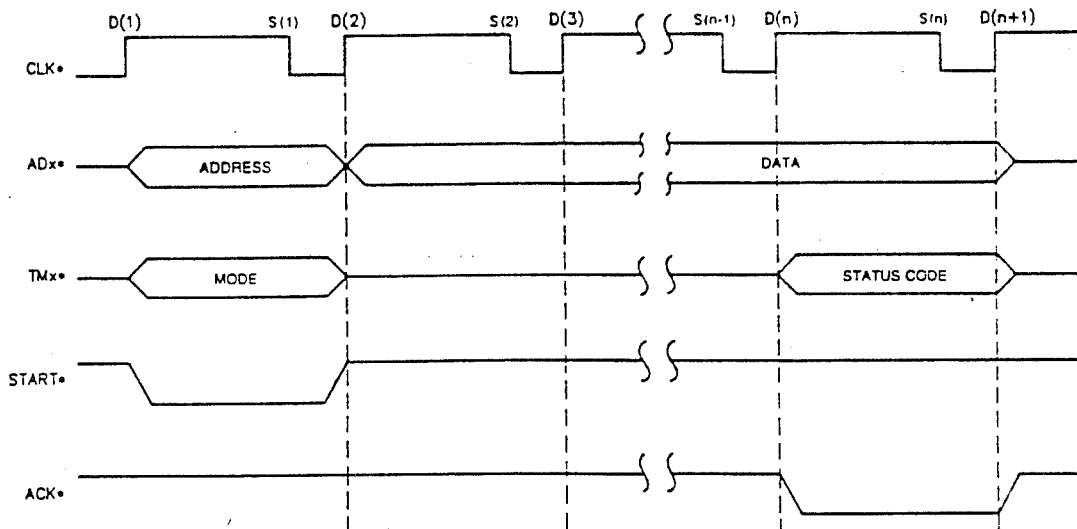 D(1) S(1) D(2) S(2) D(3) S(n-1) D(n) S(n) D(n+1)
CLK*
ADx* ADDRESS DATA
TMx* MODE STATUS CODE
START*
ACK*